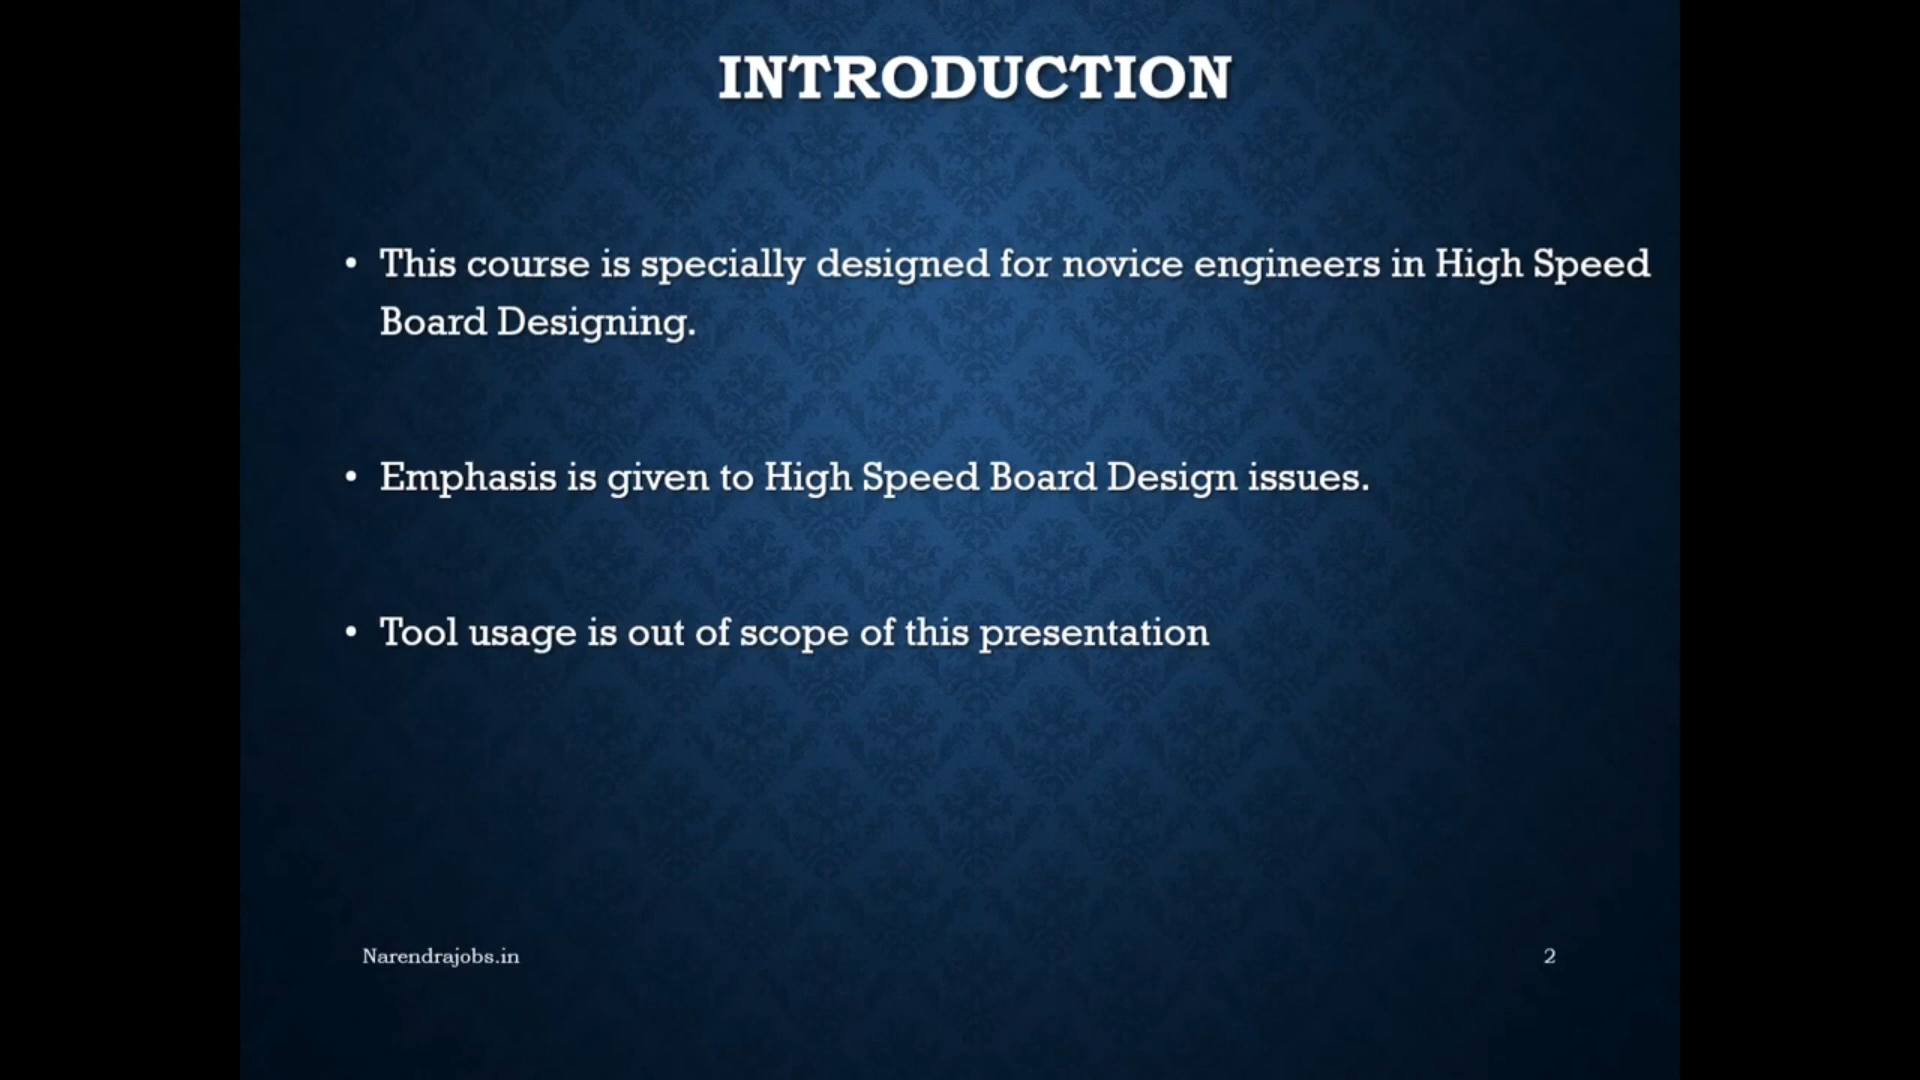 INTRODUCTION
• This course is specially designed for novice engineers in High Speed
Board Designing.
• Emphasis is given to High Speed Board Design issues.
• Tool usage is out of scope of this presentation
Narendrajobs.in
2